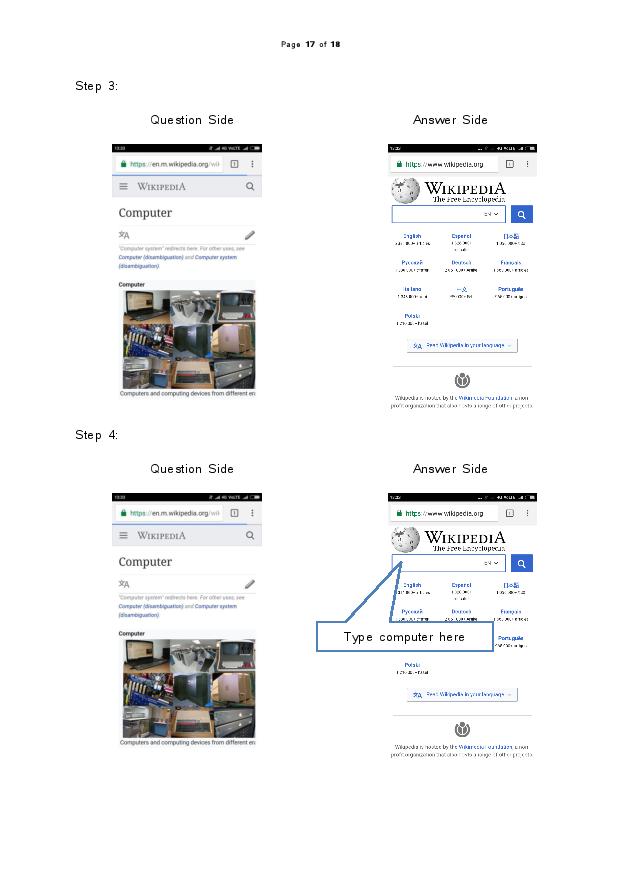 Page 17 of 18
Step 3:
Question Side
Answer Side
https://en.m.wikipedia.org/wiki
1
WIKIPEDIA
Computer
"Computer system" redirects here. For other uses, see
Computer (disambiguation) and Computer system
(disambiguation).
Computer
Computers and computing devices from different era
https://www.wikipedia.org
WIKIPEDIA
The Free Encyclopedia
EN
English Español 日本語
Русский Deutsch Français
Italiano 中文 Português
Polski
Read Wikipedia in your language
Wikipedia is hosted by the Wikimedia Foundation, a non-
profit organization that also hosts a range of other projects.
Step 4:
Question Side
Answer Side
https://en.m.wikipedia.org/wiki
1
WIKIPEDIA
Computer
"Computer system" redirects here. For other uses, see
Computer (disambiguation) and Computer system
(disambiguation).
Computer
Computers and computing devices from different era
https://www.wikipedia.org
WIKIPEDIA
The Free Encyclopedia
EN
English Español 日本語
Русский Deutsch Français
Type computer here
Português
Polski
Read Wikipedia in your language
Wikipedia is hosted by the Wikimedia Foundation, a non-
profit organization that also hosts a range of other projects.